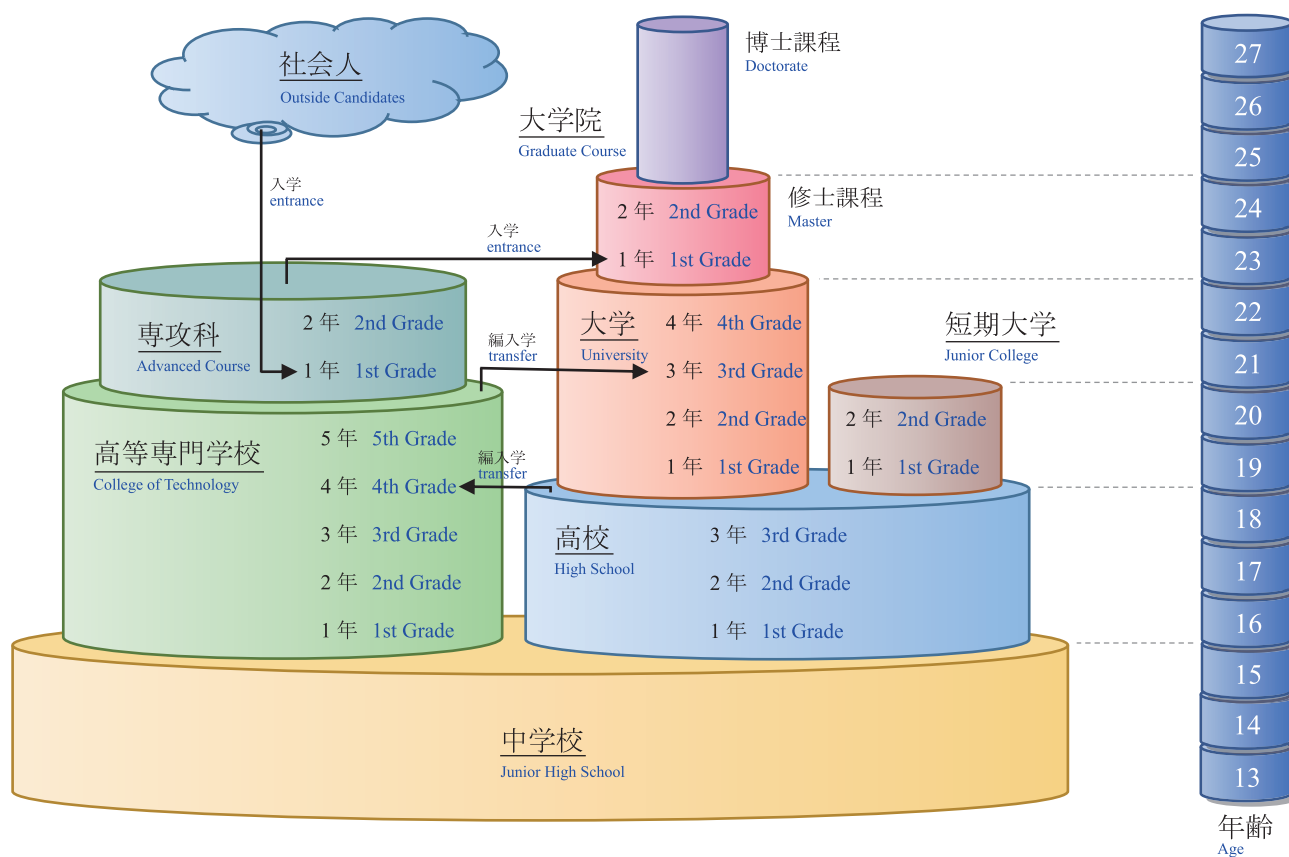 社会人
Outside Candidates
入学
entrance
博士課程
Doctorate
大学院
Graduate Course
修士課程
Master
2 年 2nd Grade
1 年 1st Grade
入学
entrance
専攻科
Advanced Course
2 年 2nd Grade
1 年 1st Grade
編入学
transfer
大学
University
4 年 4th Grade
3 年 3rd Grade
2 年 2nd Grade
1 年 1st Grade
短期大学
Junior College
2 年 2nd Grade
1 年 1st Grade
高等専門学校
College of Technology
5 年 5th Grade
4 年 4th Grade
3 年 3rd Grade
2 年 2nd Grade
1 年 1st Grade
編入学
transfer
高校
High School
3 年 3rd Grade
2 年 2nd Grade
1 年 1st Grade
中学校
Junior High School
27
26
25
24
23
22
21
20
19
18
17
16
15
14
13
年齢
Age